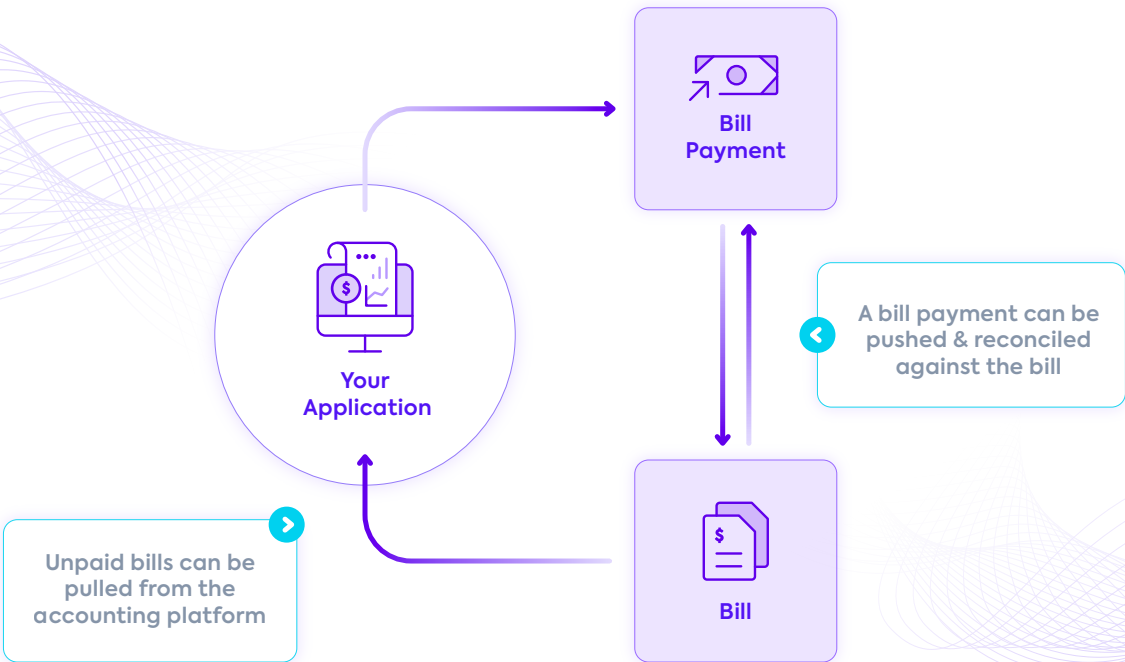 Bill
Payment
$
Your
Application
A bill payment can be
pushed & reconciled
against the bill
Unpaid bills can be
pulled from the
accounting platform
$
Bill